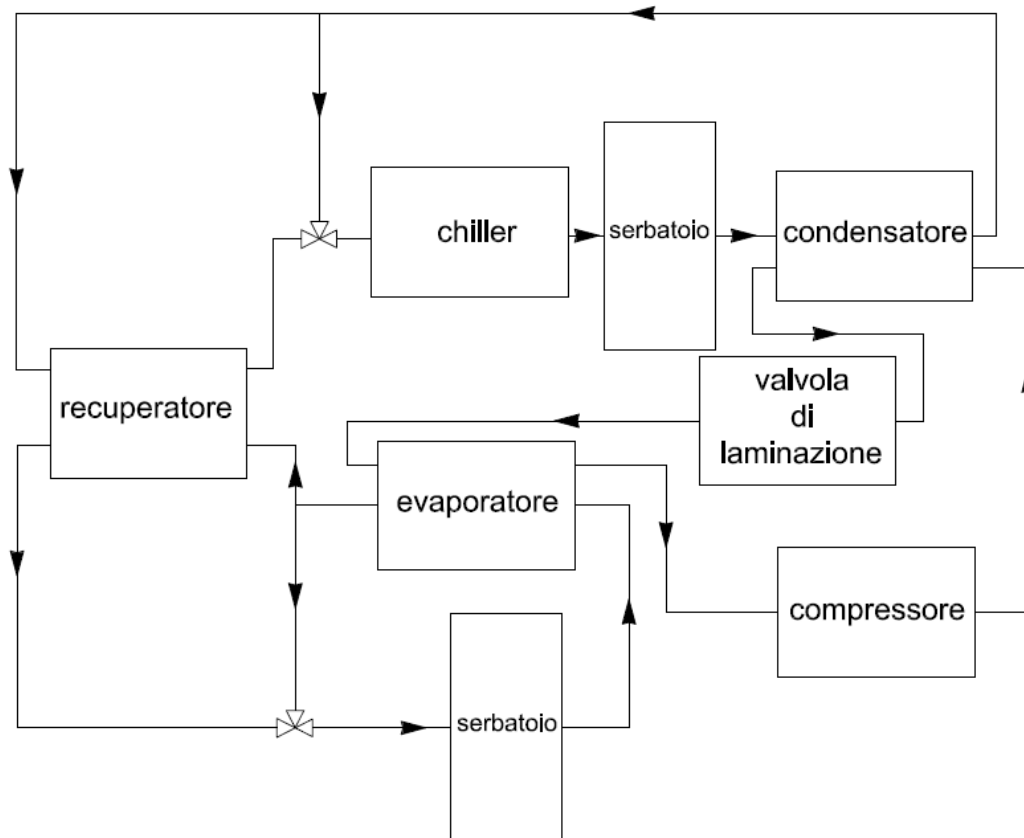 chiller
serbatoio
condensatore
recuperatore
valvola
di
laminazione
evaporatore
compressore
serbatoio